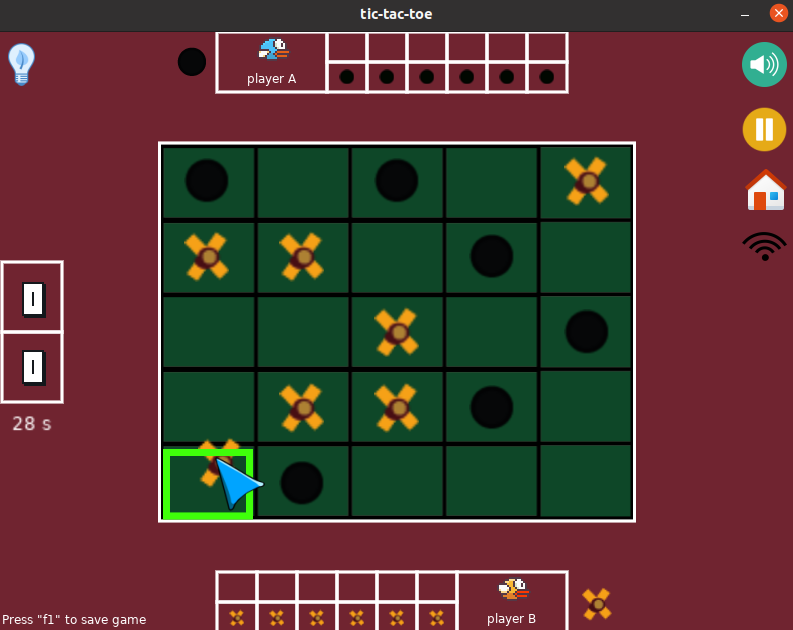 tic-tac-toe
player A
I
I
28 s
player B
Press "f1" to save game